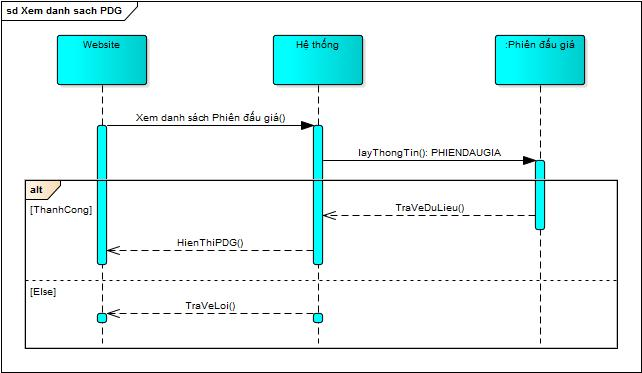 sd Xem danh sach PDG
Website
Hệ thống
:Phiên đấu giá
Xem danh sách Phiên đấu giá()
layThongTin(): PHIENDAUGIA
alt
[ThanhCong]
TraVeDuLieu()
HienThiPDG()
[Else]
TraVeLoi()